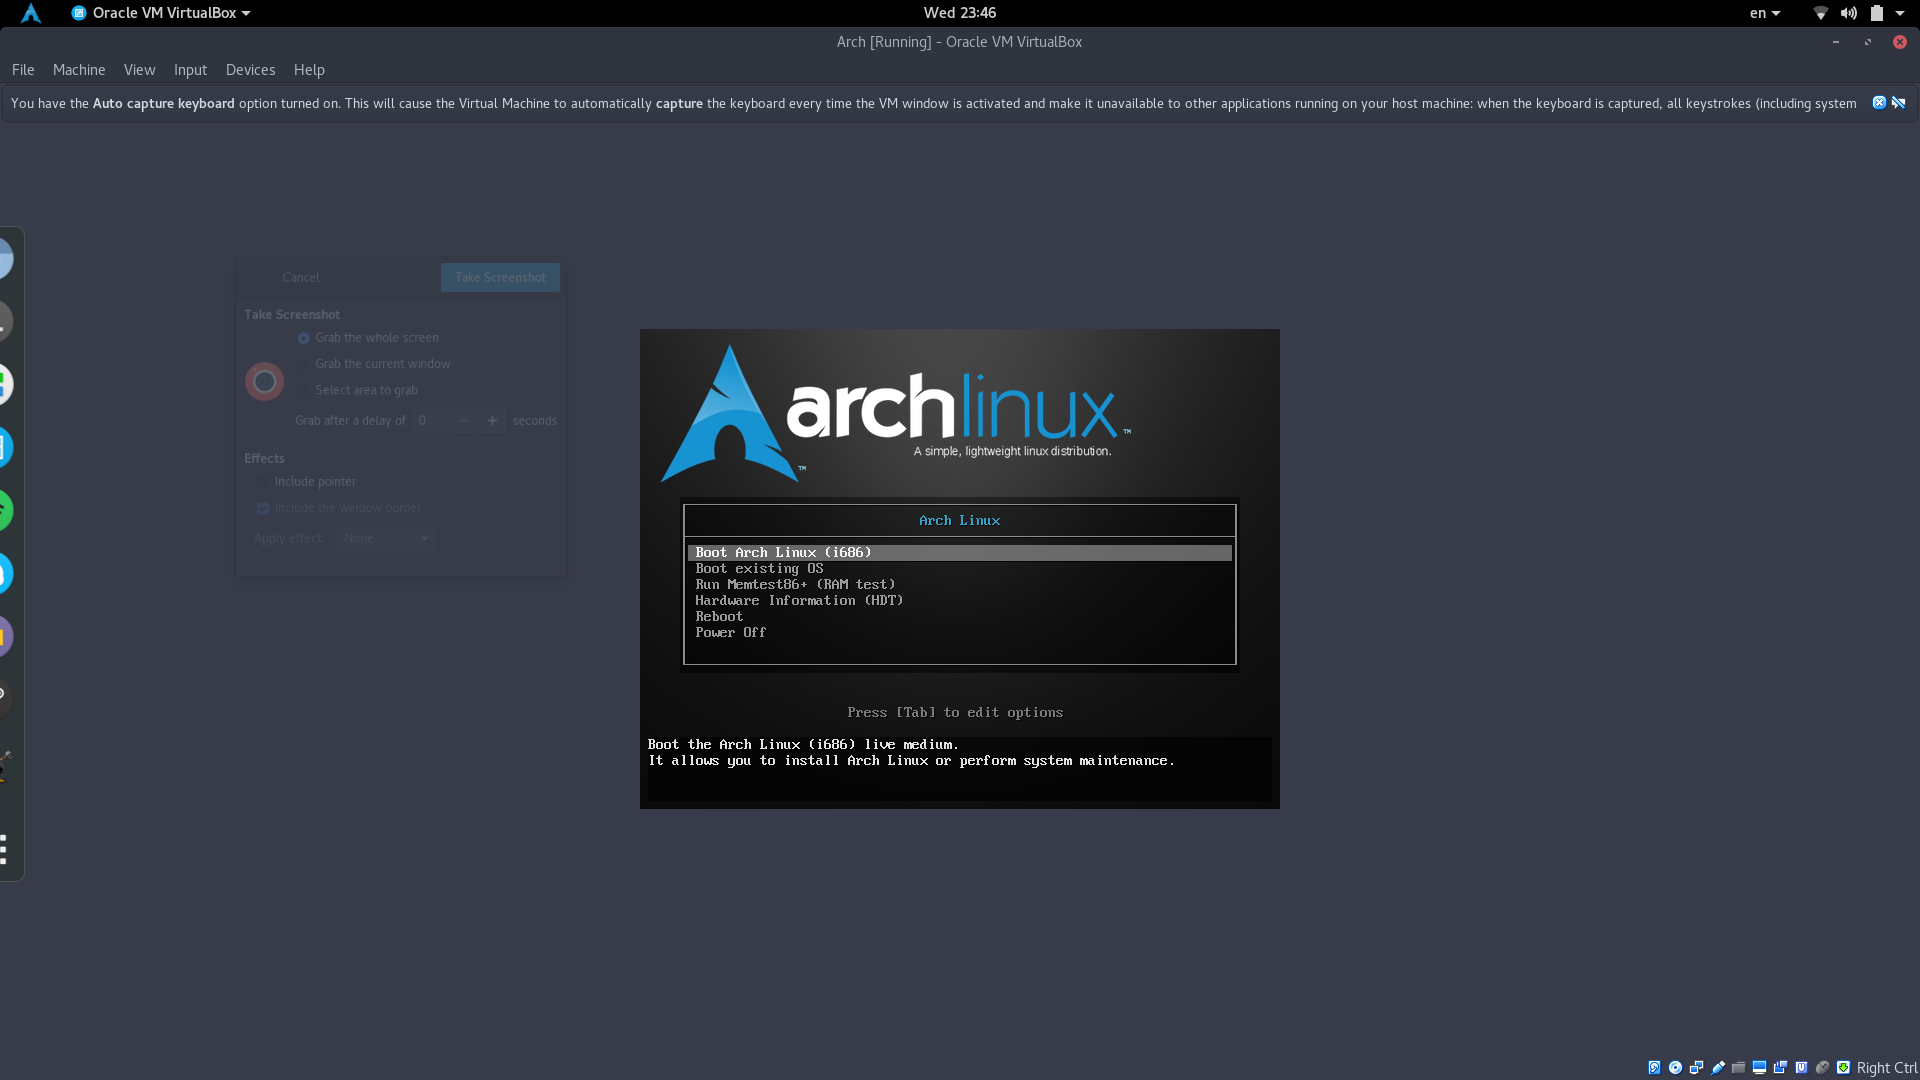 Oracle VM VirtualBox
Wed 23:46
en
Arch [Running] - Oracle VM VirtualBox
File Machine View Input Devices Help
You have the Auto capture keyboard option turned on. This will cause the Virtual Machine to automatically capture the keyboard every time the VM window is activated and make it unavailable to other applications running on your host machine: when the keyboard is captured, all keystrokes (including system
Cancel Take Screenshot
Take Screenshot
Grab the whole screen
Grab the current window
Select area to grab
Grab after a delay of 0 − + seconds
Effects
Include pointer
Include the window border
Apply effect: None
archlinux™
A simple, lightweight linux distribution.
™
Arch Linux
Boot Arch Linux (i686)
Boot existing OS
Run Memtest86+ (RAM test)
Hardware Information (HDT)
Reboot
Power Off
Press [Tab] to edit options
Boot the Arch Linux (i686) live medium.
It allows you to install Arch Linux or perform system maintenance.
Right Ctrl